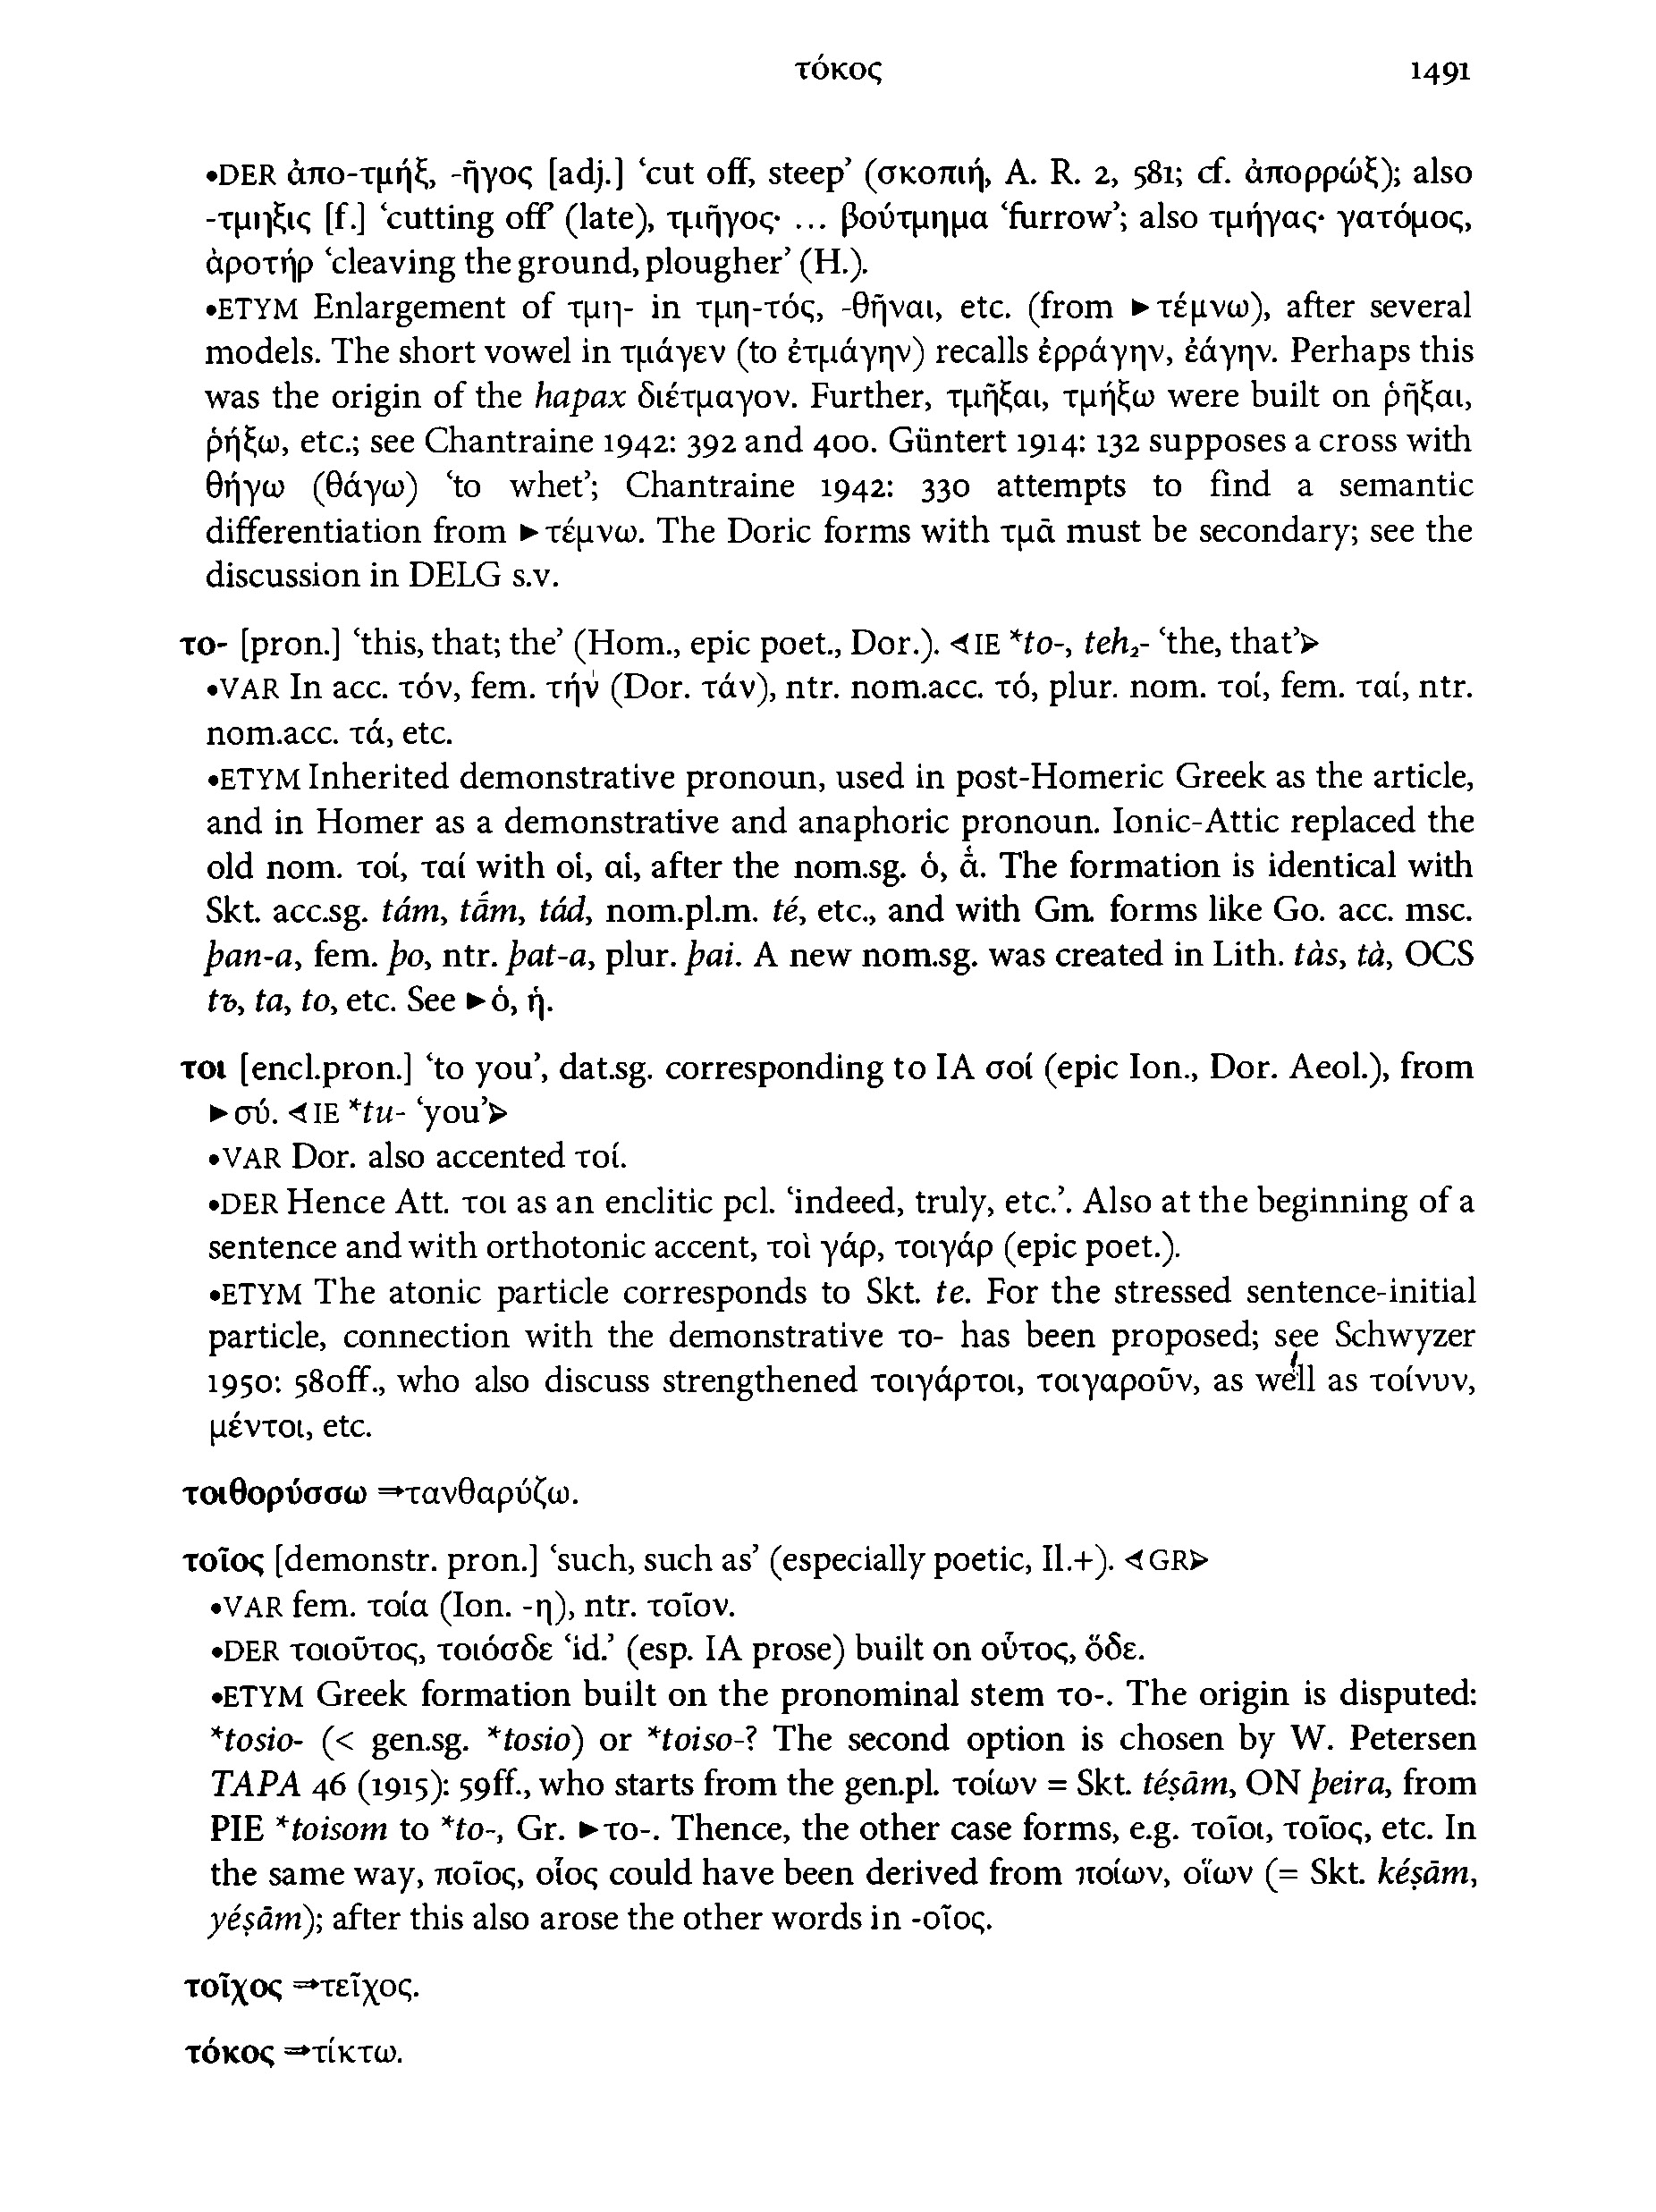 τόκος 1491
•DER ἀπο-τμήξ, -ῆγος [adj.] ‘cut off, steep’ (σκοπιή, A. R. 2, 581; cf. ἀπορρώξ); also
-τμηξις [f.] ‘cutting off’ (late), τμῆγος· ... βούτμημα ‘furrow’; also τμήγας· γατόμος,
ἀροτήρ ‘cleaving the ground, plougher’ (H.).
•ETYM Enlargement of τμη- in τμη-τός, -θῆναι, etc. (from ►τέμνω), after several
models. The short vowel in τμάγεν (to ἐτμάγην) recalls ἐρράγην, ἐάγην. Perhaps this
was the origin of the hapax διέτμαγον. Further, τμῆξαι, τμήξω were built on ῥῆξαι,
ῥήξω, etc.; see Chantraine 1942: 392 and 400. Güntert 1914: 132 supposes a cross with
θήγω (θάγω) ‘to whet’; Chantraine 1942: 330 attempts to find a semantic
differentiation from ►τέμνω. The Doric forms with τμᾱ must be secondary; see the
discussion in DELG s.v.
το- [pron.] ‘this, that; the’ (Hom., epic poet., Dor.). ⊲IE *to-, teh₂- ‘the, that’⊳
•VAR In acc. τόν, fem. τήν (Dor. τάν), ntr. nom.acc. τό, plur. nom. τοί, fem. ταί, ntr.
nom.acc. τά, etc.
•ETYM Inherited demonstrative pronoun, used in post-Homeric Greek as the article,
and in Homer as a demonstrative and anaphoric pronoun. Ionic-Attic replaced the
old nom. τοί, ταί with οἱ, αἱ, after the nom.sg. ὁ, ἁ. The formation is identical with
Skt. acc.sg. tám, tā́m, tád, nom.pl.m. té, etc., and with Gm. forms like Go. acc. msc.
þan-a, fem. þo, ntr. þat-a, plur. þai. A new nom.sg. was created in Lith. tàs, tà, OCS
tъ, ta, to, etc. See ►ὁ, ἡ.
τοι [encl.pron.] ‘to you’, dat.sg. corresponding to IA σοί (epic Ion., Dor. Aeol.), from
►σύ. ⊲IE *tu- ‘you’⊳
•VAR Dor. also accented τοί.
•DER Hence Att. τοι as an enclitic pcl. ‘indeed, truly, etc.’. Also at the beginning of a
sentence and with orthotonic accent, τοὶ γάρ, τοιγάρ (epic poet.).
•ETYM The atonic particle corresponds to Skt. te. For the stressed sentence-initial
particle, connection with the demonstrative το- has been proposed; see Schwyzer
1950: 580ff., who also discuss strengthened τοιγάρτοι, τοιγαροῦν, as well as τοίνυν,
μέντοι, etc.
τοιθορύσσω ⇒τανθαρύζω.
τοῖος [demonstr. pron.] ‘such, such as’ (especially poetic, Il.+). ⊲GR⊳
•VAR fem. τοία (Ion. -η), ntr. τοῖον.
•DER τοιοῦτος, τοιόσδε ‘id.’ (esp. IA prose) built on οὗτος, ὅδε.
•ETYM Greek formation built on the pronominal stem το-. The origin is disputed:
*tosio- (< gen.sg. *tosio) or *toiso-? The second option is chosen by W. Petersen
TAPA 46 (1915): 59ff., who starts from the gen.pl. τοίων = Skt. téṣām, ON þeira, from
PIE *toisom to *to-, Gr. ►το-. Thence, the other case forms, e.g. τοῖοι, τοῖος, etc. In
the same way, ποῖος, οἷος could have been derived from ποίων, οἵων (= Skt. kéṣām,
yéṣām); after this also arose the other words in -οῖος.
τοῖχος ⇒τεῖχος.
τόκος ⇒τίκτω.